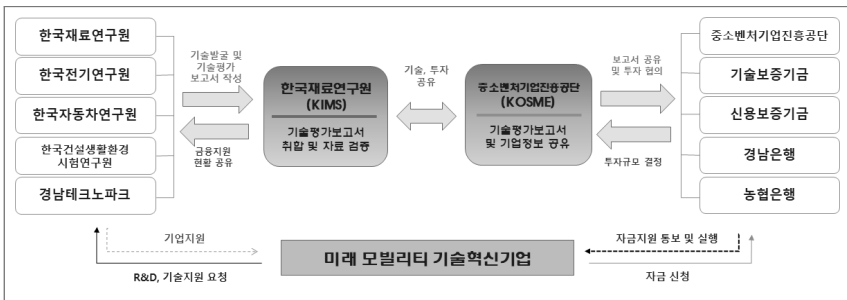 한국재료연구원
한국전기연구원
한국자동차연구원
한국건설생활환경
시험연구원
경남테크노파크
기술발굴 및
기술평가
보고서 작성
금융지원
현황 공유
한국재료연구원
(KIMS)
기술평가보고서
취합 및 자료 검증
기술, 투자
공유
중소벤처기업진흥공단
(KOSME)
기술평가보고서
및 기업정보 공유
보고서 공유
및 투자 협의
투자규모 결정
중소벤처기업진흥공단
기술보증기금
신용보증기금
경남은행
농협은행
기업지원
R&D, 기술지원 요청
미래 모빌리티 기술혁신기업
자금지원 통보 및 실행
자금 신청